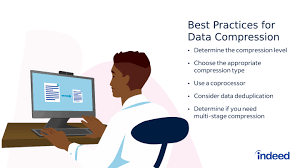 Best Practices for
Data Compression
• Determine the compression level
• Choose the appropriate
compression type
• Use a coprocessor
• Consider data deduplication
• Determine if you need
multi-stage compression
indeed